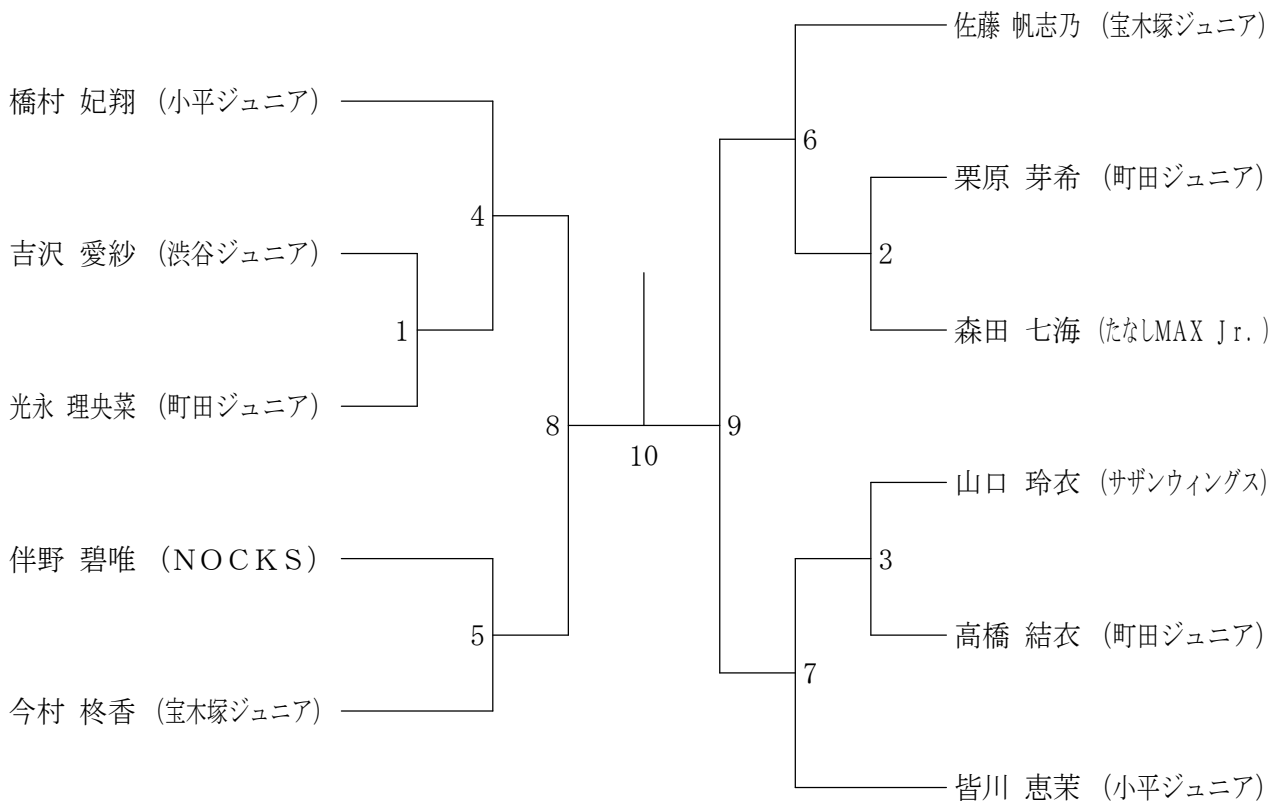 橋村 妃翔 (小平ジュニア)
吉沢 愛紗 (渋谷ジュニア)
光永 理央菜 (町田ジュニア)
伴野 碧唯 (NOCKS)
今村 柊香 (宝木塚ジュニア)
1
4
5
8
10
9
6
2
3
7
佐藤 帆志乃 (宝木塚ジュニア)
栗原 芽希 (町田ジュニア)
森田 七海 (たなしMAX Jr.)
山口 玲衣 (サザンウィングス)
高橋 結衣 (町田ジュニア)
皆川 恵茉 (小平ジュニア)